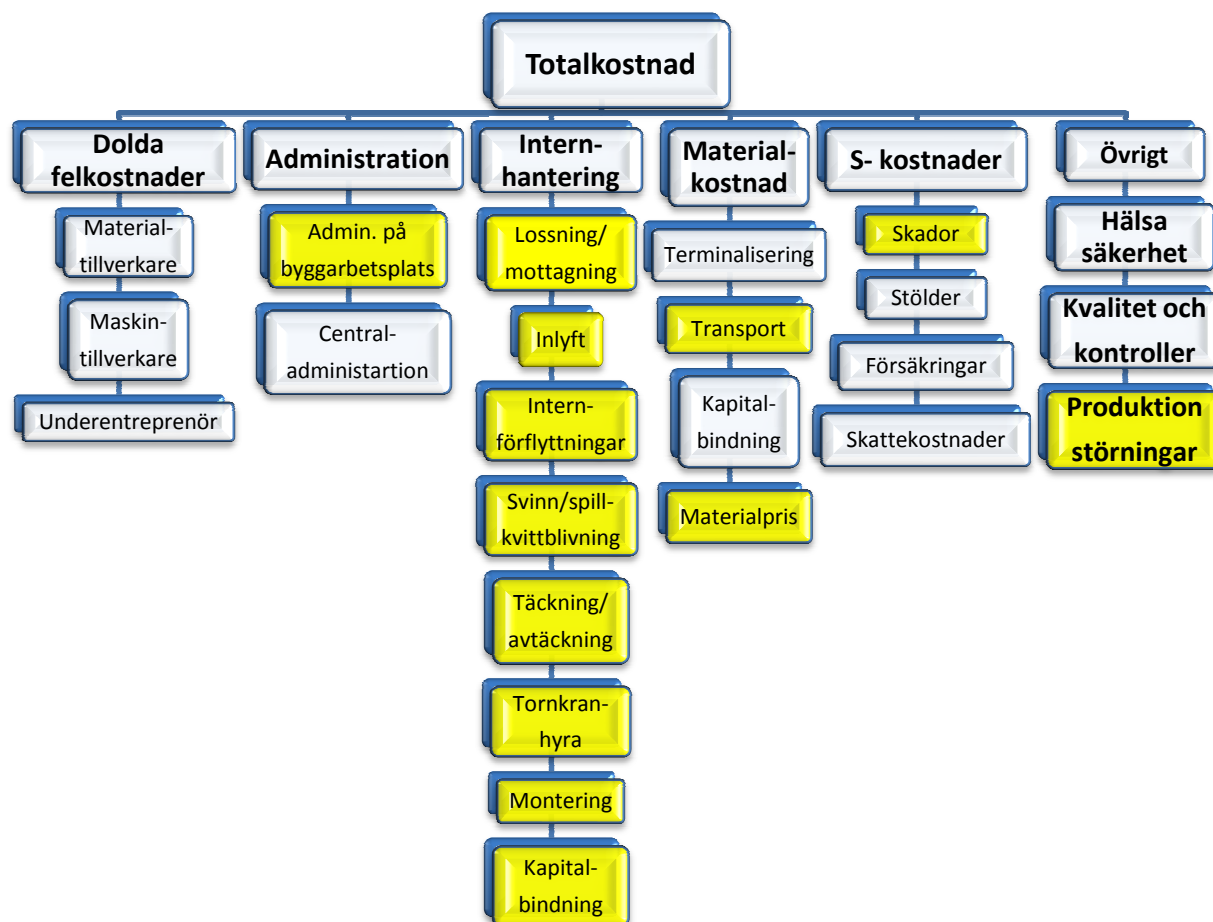 Totalkostnad
Dolda
felkostnader
Material-
tillverkare
Maskin-
tillverkare
Underentreprenör
Administration
Admin. på
byggarbetsplats
Central-
administartion
Intern-
hantering
Lossning/
mottagning
Inlyft
Intern-
förflyttningar
Svinn/spill-
kvittblivning
Täckning/
avtäckning
Tornkran-
hyra
Montering
Kapital-
bindning
Material-
kostnad
Terminalisering
Transport
Kapital-
bindning
Materialpris
S- kostnader
Skador
Stölder
Försäkringar
Skattekostnader
Övrigt
Hälsa
säkerhet
Kvalitet och
kontroller
Produktion
störningar